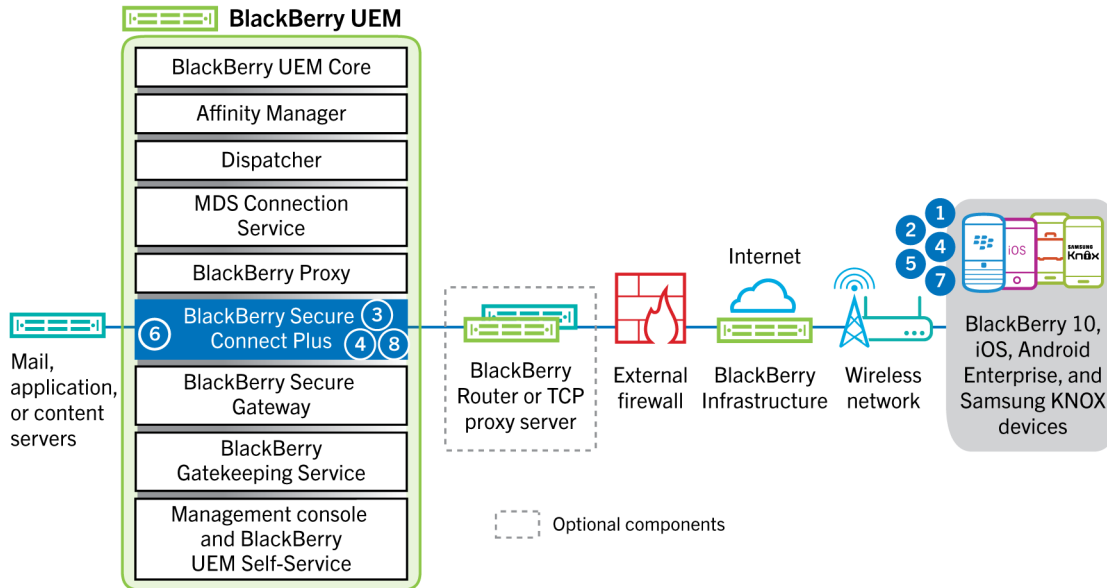 BlackBerry UEM
BlackBerry UEM Core
Affinity Manager
Dispatcher
MDS Connection
Service
BlackBerry Proxy
6
BlackBerry Secure
Connect Plus
3
4
8
BlackBerry Secure
Gateway
BlackBerry
Gatekeeping Service
Management console
and BlackBerry
UEM Self-Service
Mail,
application,
or content
servers
BlackBerry
Router or TCP
proxy server
Optional components
External
firewall
Internet
BlackBerry
Infrastructure
Wireless
network
1
2
4
5
7
iOS
SAMSUNG
Knox
BlackBerry 10,
iOS, Android
Enterprise, and
Samsung KNOX
devices